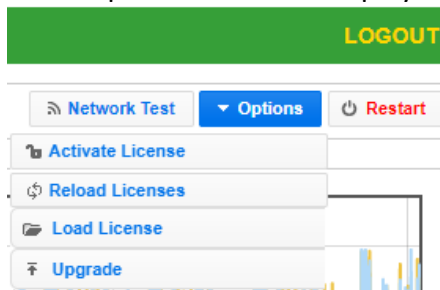 LOGOUT
Network Test Options Restart
Activate License
Reload Licenses
Load License
Upgrade